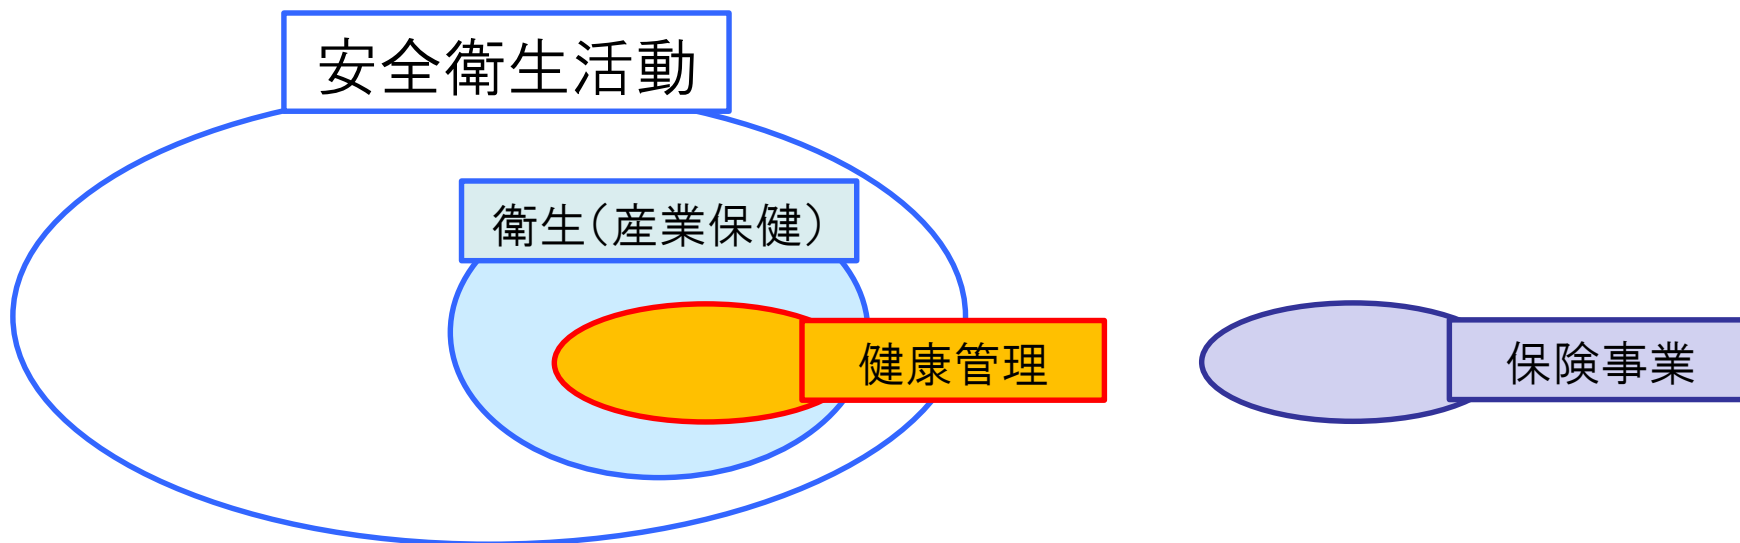 安全衛生活動
衛生(産業保健)
健康管理
保険事業